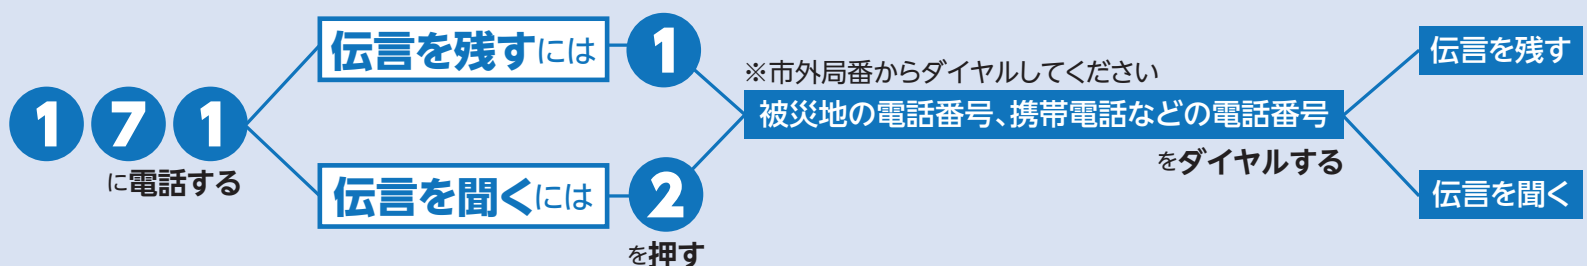 171
に電話する
伝言を残すには
1
伝言を聞くには
2
を押す
※市外局番からダイヤルしてください
被災地の電話番号、携帯電話などの電話番号
をダイヤルする
伝言を残す
伝言を聞く